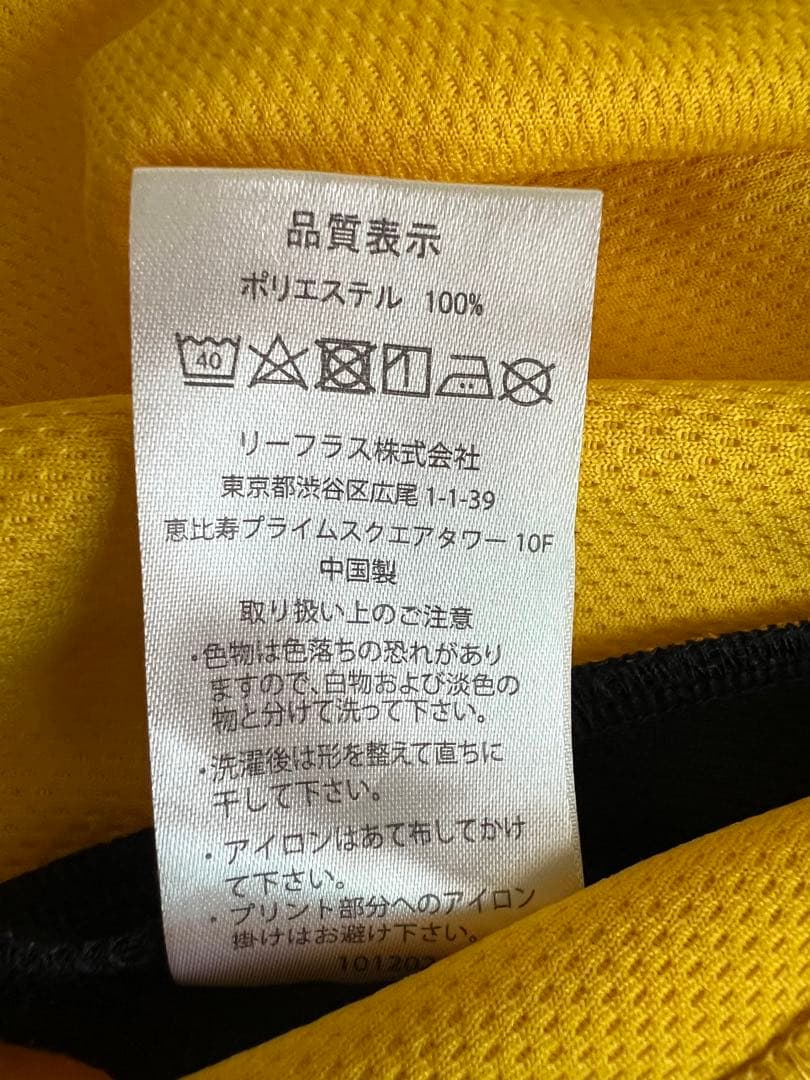 品質表示
ポリエステル 100%
40
リーフラス株式会社
東京都渋谷区広尾 1-1-39
恵比寿プライムスクエアタワー 10F
中国製
取り扱い上のご注意
・色物は色落ちの恐れがあり
ますので、白物および淡色の
物と分けて洗って下さい。
・洗濯後は形を整えて直ちに
干して下さい。
・アイロンはあて布してかけ
て下さい。
・プリント部分へのアイロン
掛けはお避け下さい。